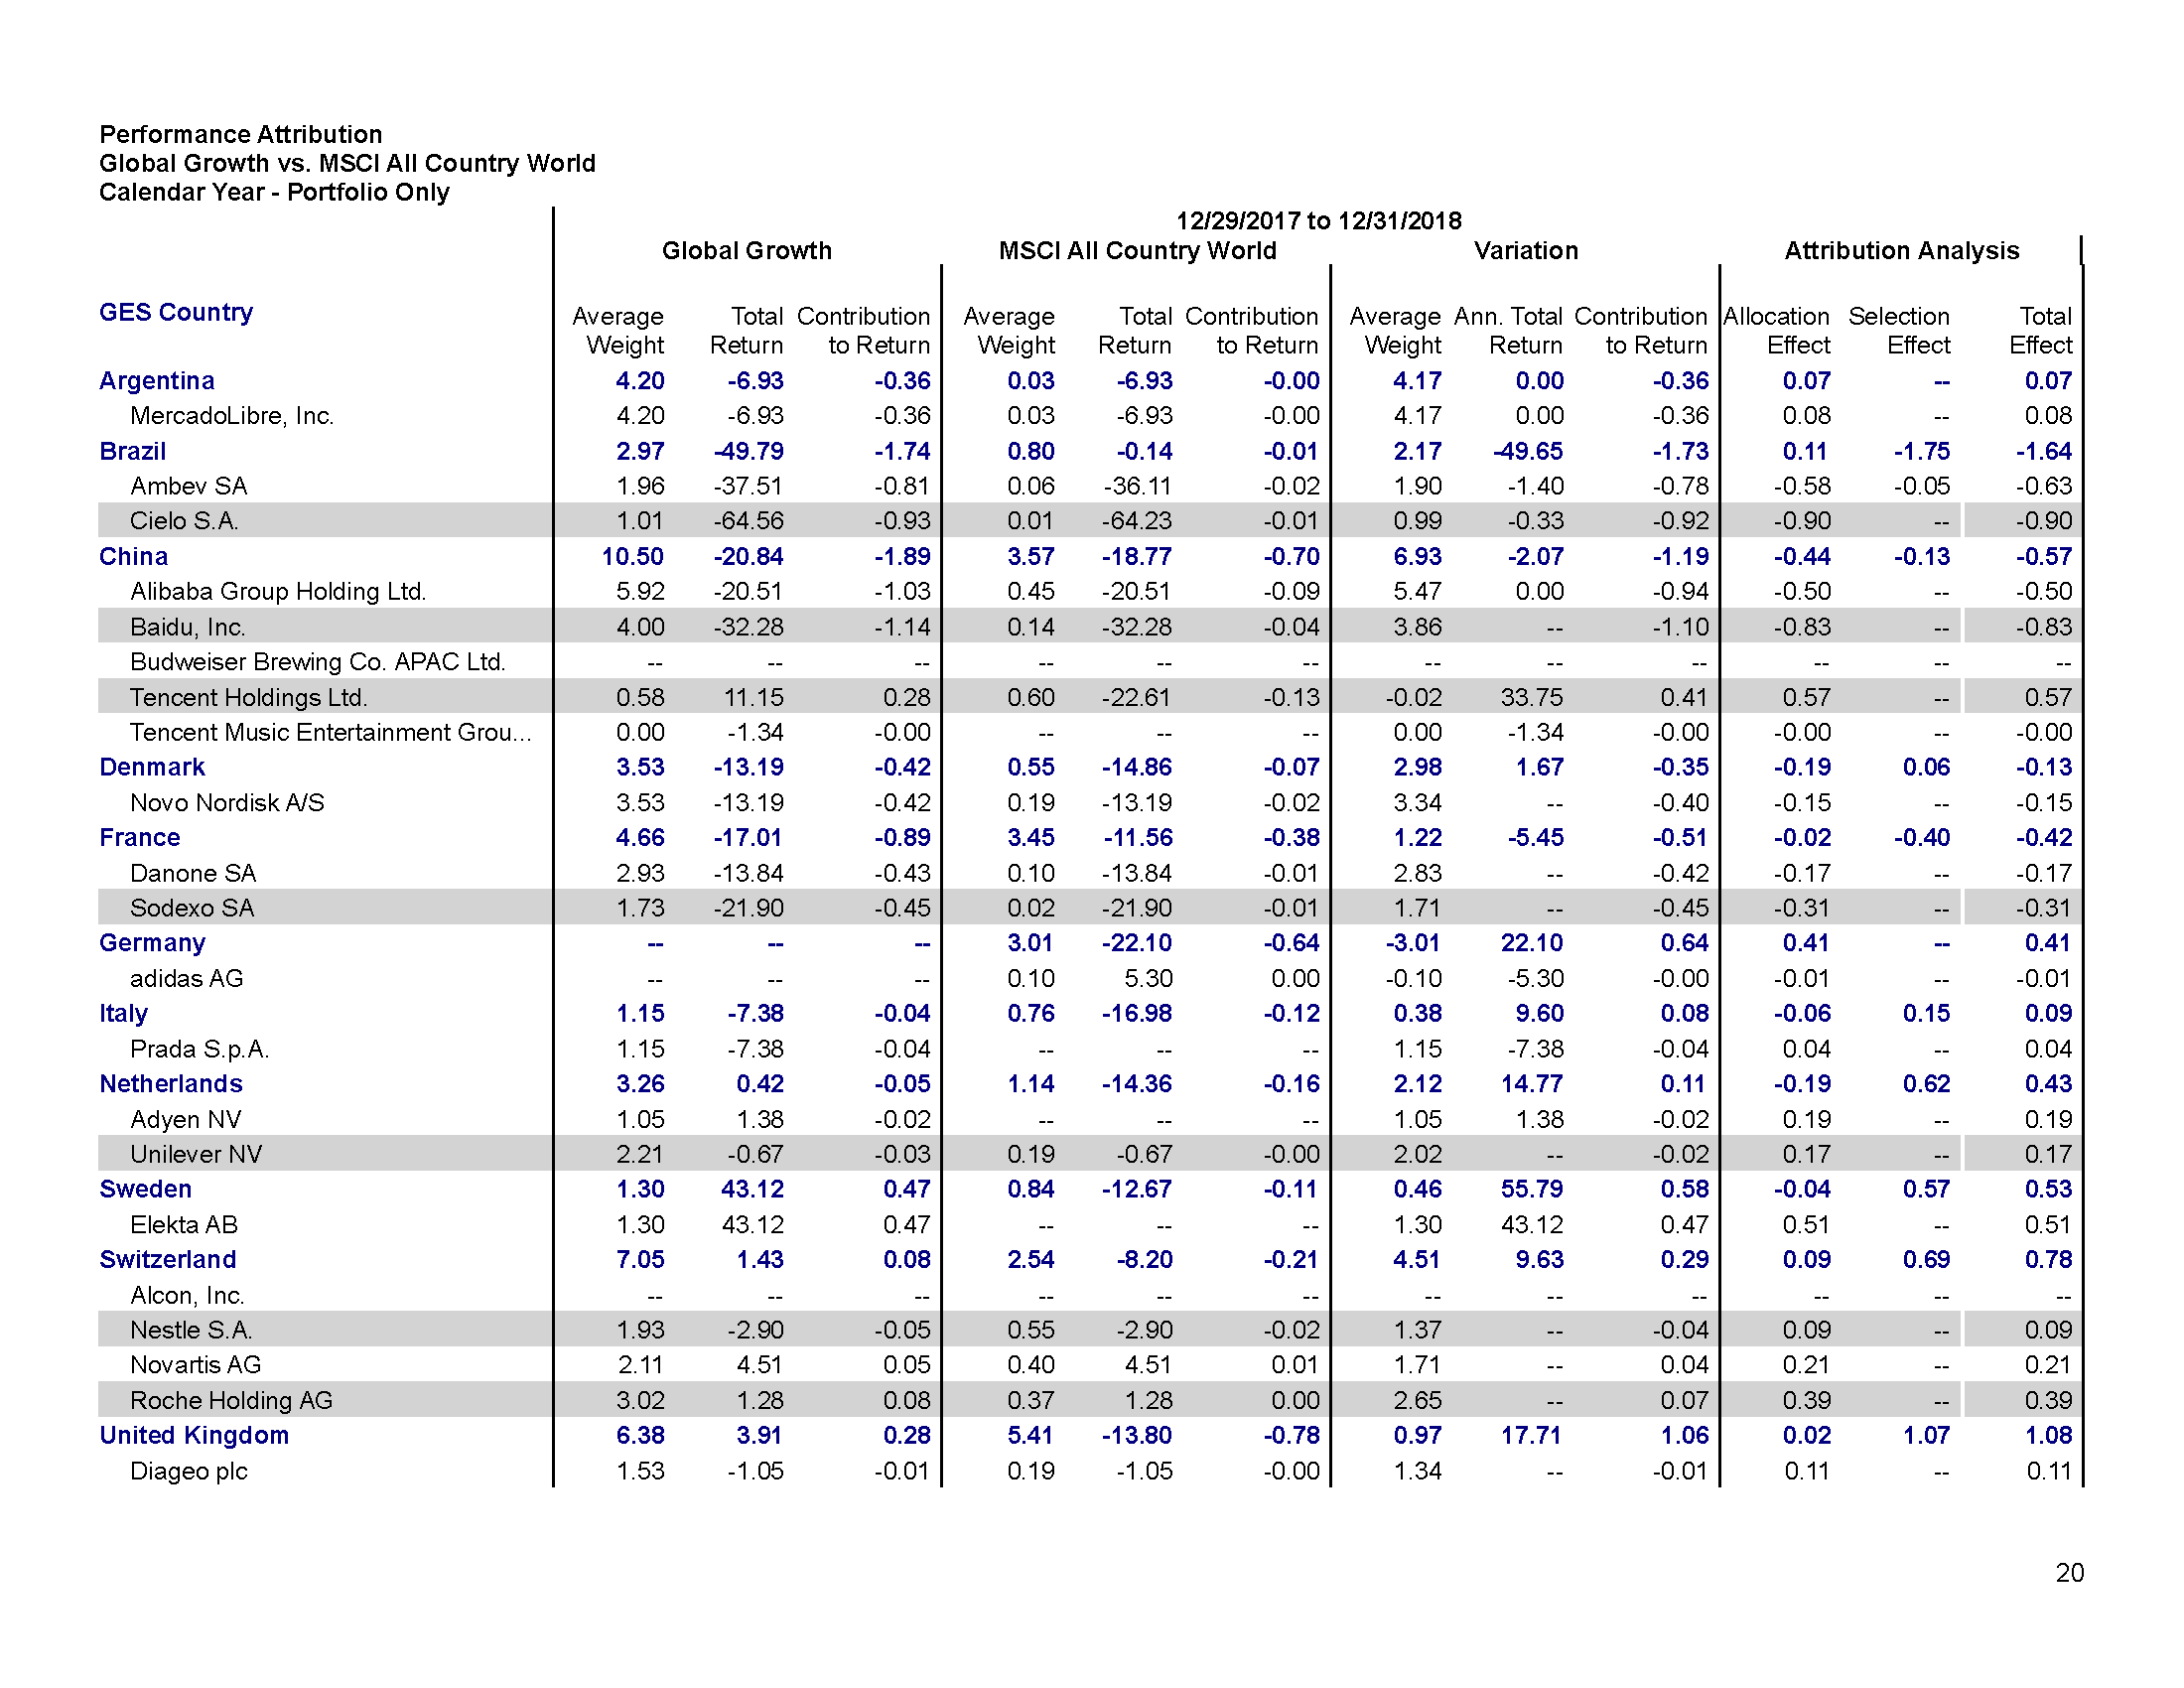 Performance Attribution
Global Growth vs. MSCI All Country World
Calendar Year - Portfolio Only
12/29/2017 to 12/31/2018
Global Growth MSCI All Country World Variation Attribution Analysis
GES Country Average Weight Total Return Contribution to Return Average Weight Total Return Contribution to Return Average Weight Ann. Total Return Contribution to Return Allocation Effect Selection Effect Total Effect
Argentina 4.20 -6.93 -0.36 0.03 -6.93 -0.00 4.17 0.00 -0.36 0.07 -- 0.07
MercadoLibre, Inc. 4.20 -6.93 -0.36 0.03 -6.93 -0.00 4.17 0.00 -0.36 0.08 -- 0.08
Brazil 2.97 -49.79 -1.74 0.80 -0.14 -0.01 2.17 -49.65 -1.73 0.11 -1.75 -1.64
Ambev SA 1.96 -37.51 -0.81 0.06 -36.11 -0.02 1.90 -1.40 -0.78 -0.58 -0.05 -0.63
Cielo S.A. 1.01 -64.56 -0.93 0.01 -64.23 -0.01 0.99 -0.33 -0.92 -0.90 -- -0.90
China 10.50 -20.84 -1.89 3.57 -18.77 -0.70 6.93 -2.07 -1.19 -0.44 -0.13 -0.57
Alibaba Group Holding Ltd. 5.92 -20.51 -1.03 0.45 -20.51 -0.09 5.47 0.00 -0.94 -0.50 -- -0.50
Baidu, Inc. 4.00 -32.28 -1.14 0.14 -32.28 -0.04 3.86 -- -1.10 -0.83 -- -0.83
Budweiser Brewing Co. APAC Ltd. -- -- -- -- -- -- -- -- -- -- -- --
Tencent Holdings Ltd. 0.58 11.15 0.28 0.60 -22.61 -0.13 -0.02 33.75 0.41 0.57 -- 0.57
Tencent Music Entertainment Grou... 0.00 -1.34 -0.00 -- -- -- 0.00 -1.34 -0.00 -0.00 -- -0.00
Denmark 3.53 -13.19 -0.42 0.55 -14.86 -0.07 2.98 1.67 -0.35 -0.19 0.06 -0.13
Novo Nordisk A/S 3.53 -13.19 -0.42 0.19 -13.19 -0.02 3.34 -- -0.40 -0.15 -- -0.15
France 4.66 -17.01 -0.89 3.45 -11.56 -0.38 1.22 -5.45 -0.51 -0.02 -0.40 -0.42
Danone SA 2.93 -13.84 -0.43 0.10 -13.84 -0.01 2.83 -- -0.42 -0.17 -- -0.17
Sodexo SA 1.73 -21.90 -0.45 0.02 -21.90 -0.01 1.71 -- -0.45 -0.31 -- -0.31
Germany -- -- -- 3.01 -22.10 -0.64 -3.01 22.10 0.64 0.41 -- 0.41
adidas AG -- -- -- 0.10 5.30 0.00 -0.10 -5.30 -0.00 -0.01 -- -0.01
Italy 1.15 -7.38 -0.04 0.76 -16.98 -0.12 0.38 9.60 0.08 -0.06 0.15 0.09
Prada S.p.A. 1.15 -7.38 -0.04 -- -- -- 1.15 -7.38 -0.04 0.04 -- 0.04
Netherlands 3.26 0.42 -0.05 1.14 -14.36 -0.16 2.12 14.77 0.11 -0.19 0.62 0.43
Adyen NV 1.05 1.38 -0.02 -- -- -- 1.05 1.38 -0.02 0.19 -- 0.19
Unilever NV 2.21 -0.67 -0.03 0.19 -0.67 -0.00 2.02 -- -0.02 0.17 -- 0.17
Sweden 1.30 43.12 0.47 0.84 -12.67 -0.11 0.46 55.79 0.58 -0.04 0.57 0.53
Elekta AB 1.30 43.12 0.47 -- -- -- 1.30 43.12 0.47 0.51 -- 0.51
Switzerland 7.05 1.43 0.08 2.54 -8.20 -0.21 4.51 9.63 0.29 0.09 0.69 0.78
Alcon, Inc. -- -- -- -- -- -- -- -- -- -- -- --
Nestle S.A. 1.93 -2.90 -0.05 0.55 -2.90 -0.02 1.37 -- -0.04 0.09 -- 0.09
Novartis AG 2.11 4.51 0.05 0.40 4.51 0.01 1.71 -- 0.04 0.21 -- 0.21
Roche Holding AG 3.02 1.28 0.08 0.37 1.28 0.00 2.65 -- 0.07 0.39 -- 0.39
United Kingdom 6.38 3.91 0.28 5.41 -13.80 -0.78 0.97 17.71 1.06 0.02 1.07 1.08
Diageo plc 1.53 -1.05 -0.01 0.19 -1.05 -0.00 1.34 -- -0.01 0.11 -- 0.11
20